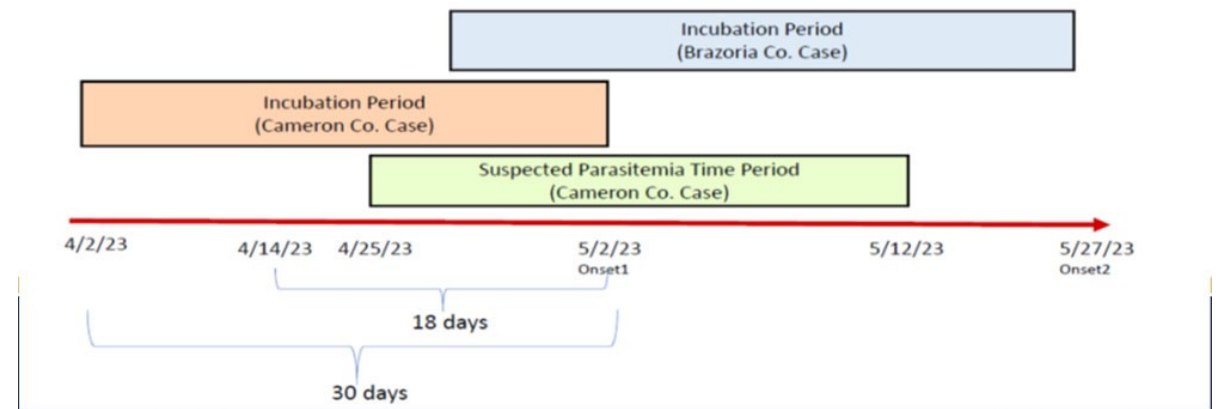 Incubation Period
(Brazoria Co. Case)
Incubation Period
(Cameron Co. Case)
Suspected Parasitemia Time Period
(Cameron Co. Case)
4/2/23 4/14/23 4/25/23 5/2/23 5/12/23 5/27/23
Onset1 Onset2
18 days
30 days